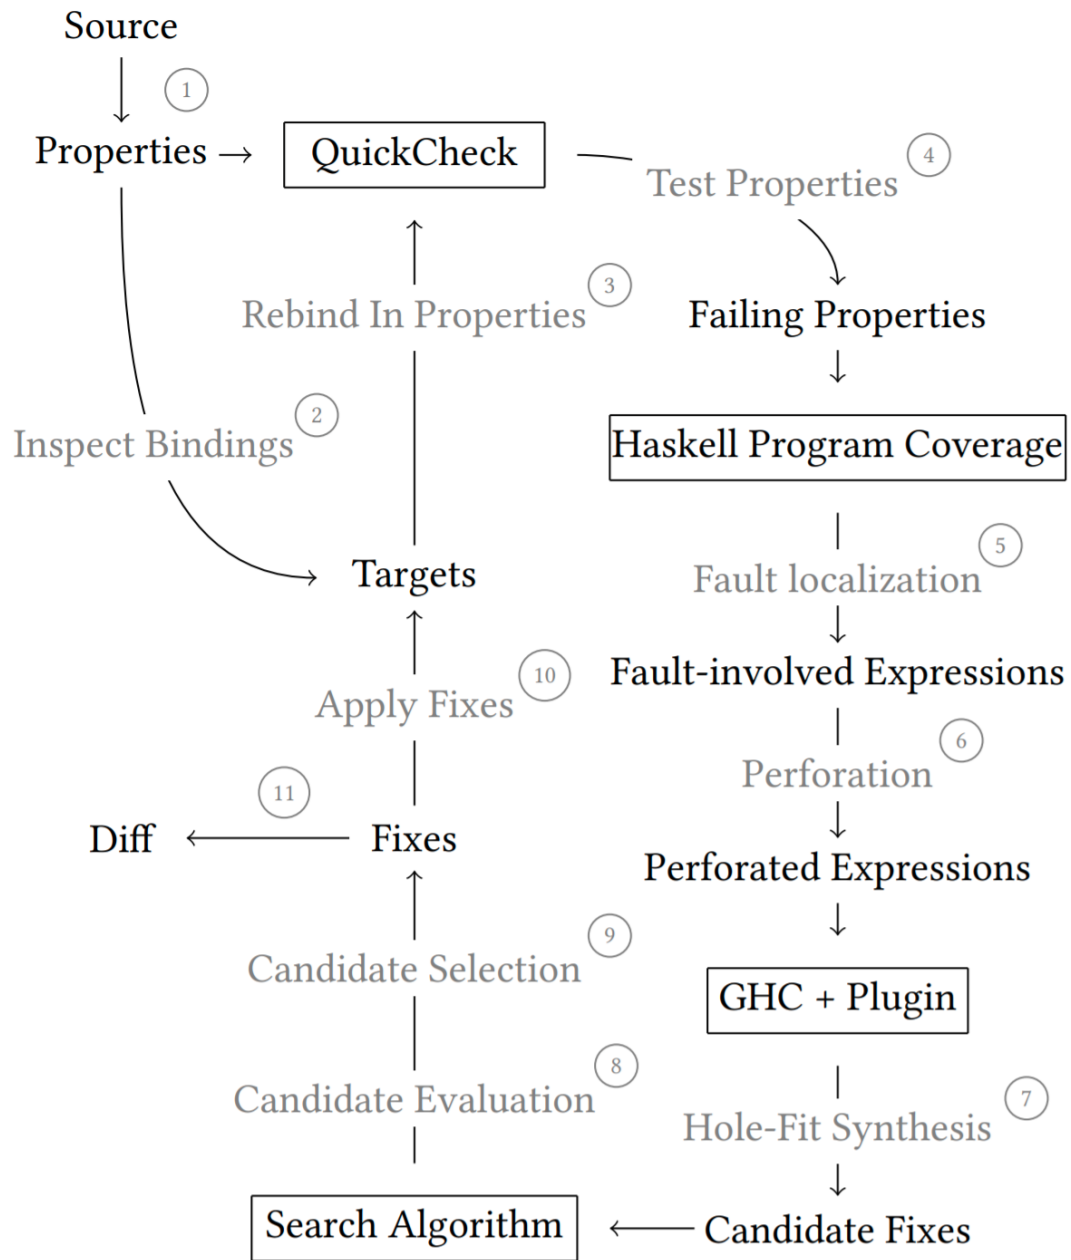 Source
1
Properties
QuickCheck
4
Test Properties
3
Rebind In Properties
Failing Properties
2
Inspect Bindings
Haskell Program Coverage
5
Fault localization
Targets
Fault-involved Expressions
10
Apply Fixes
6
Perforation
11
Diff
Fixes
Perforated Expressions
9
Candidate Selection
GHC + Plugin
8
Candidate Evaluation
7
Hole-Fit Synthesis
Search Algorithm
Candidate Fixes